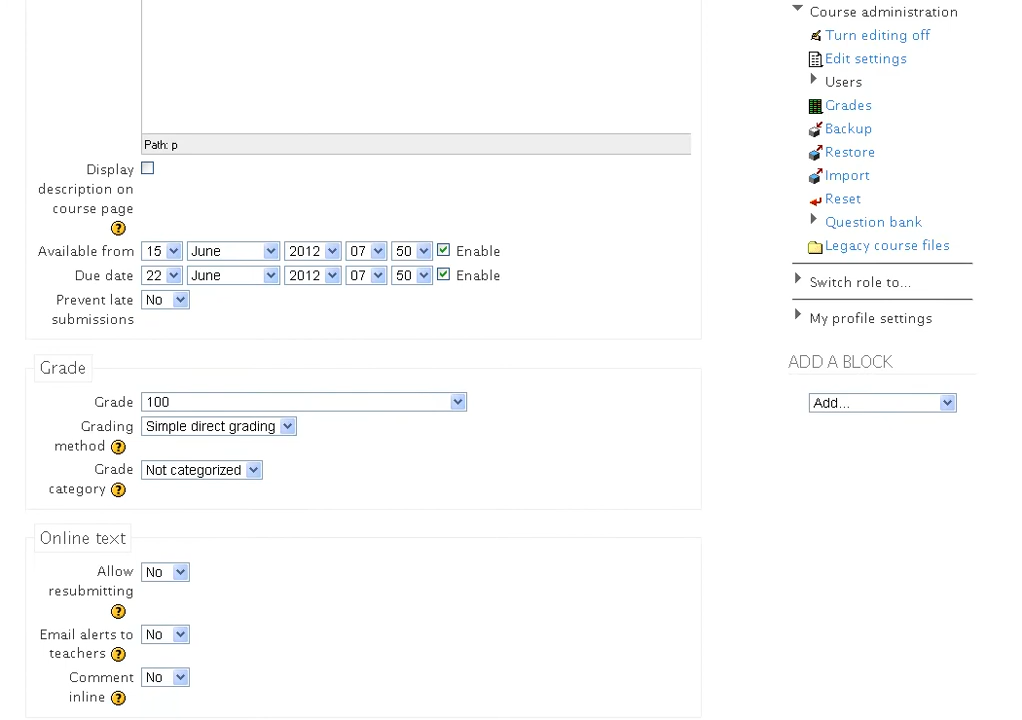 Path: p
Display
description on
course page
Available from 15 June 2012 07 50 Enable
Due date 22 June 2012 07 50 Enable
Prevent late No
submissions
Grade
Grade 100
Grading Simple direct grading
method
Grade Not categorized
category
Online text
Allow No
resubmitting
Email alerts to No
teachers
Comment No
inline
Course administration
Turn editing off
Edit settings
Users
Grades
Backup
Restore
Import
Reset
Question bank
Legacy course files
Switch role to...
My profile settings
ADD A BLOCK
Add...